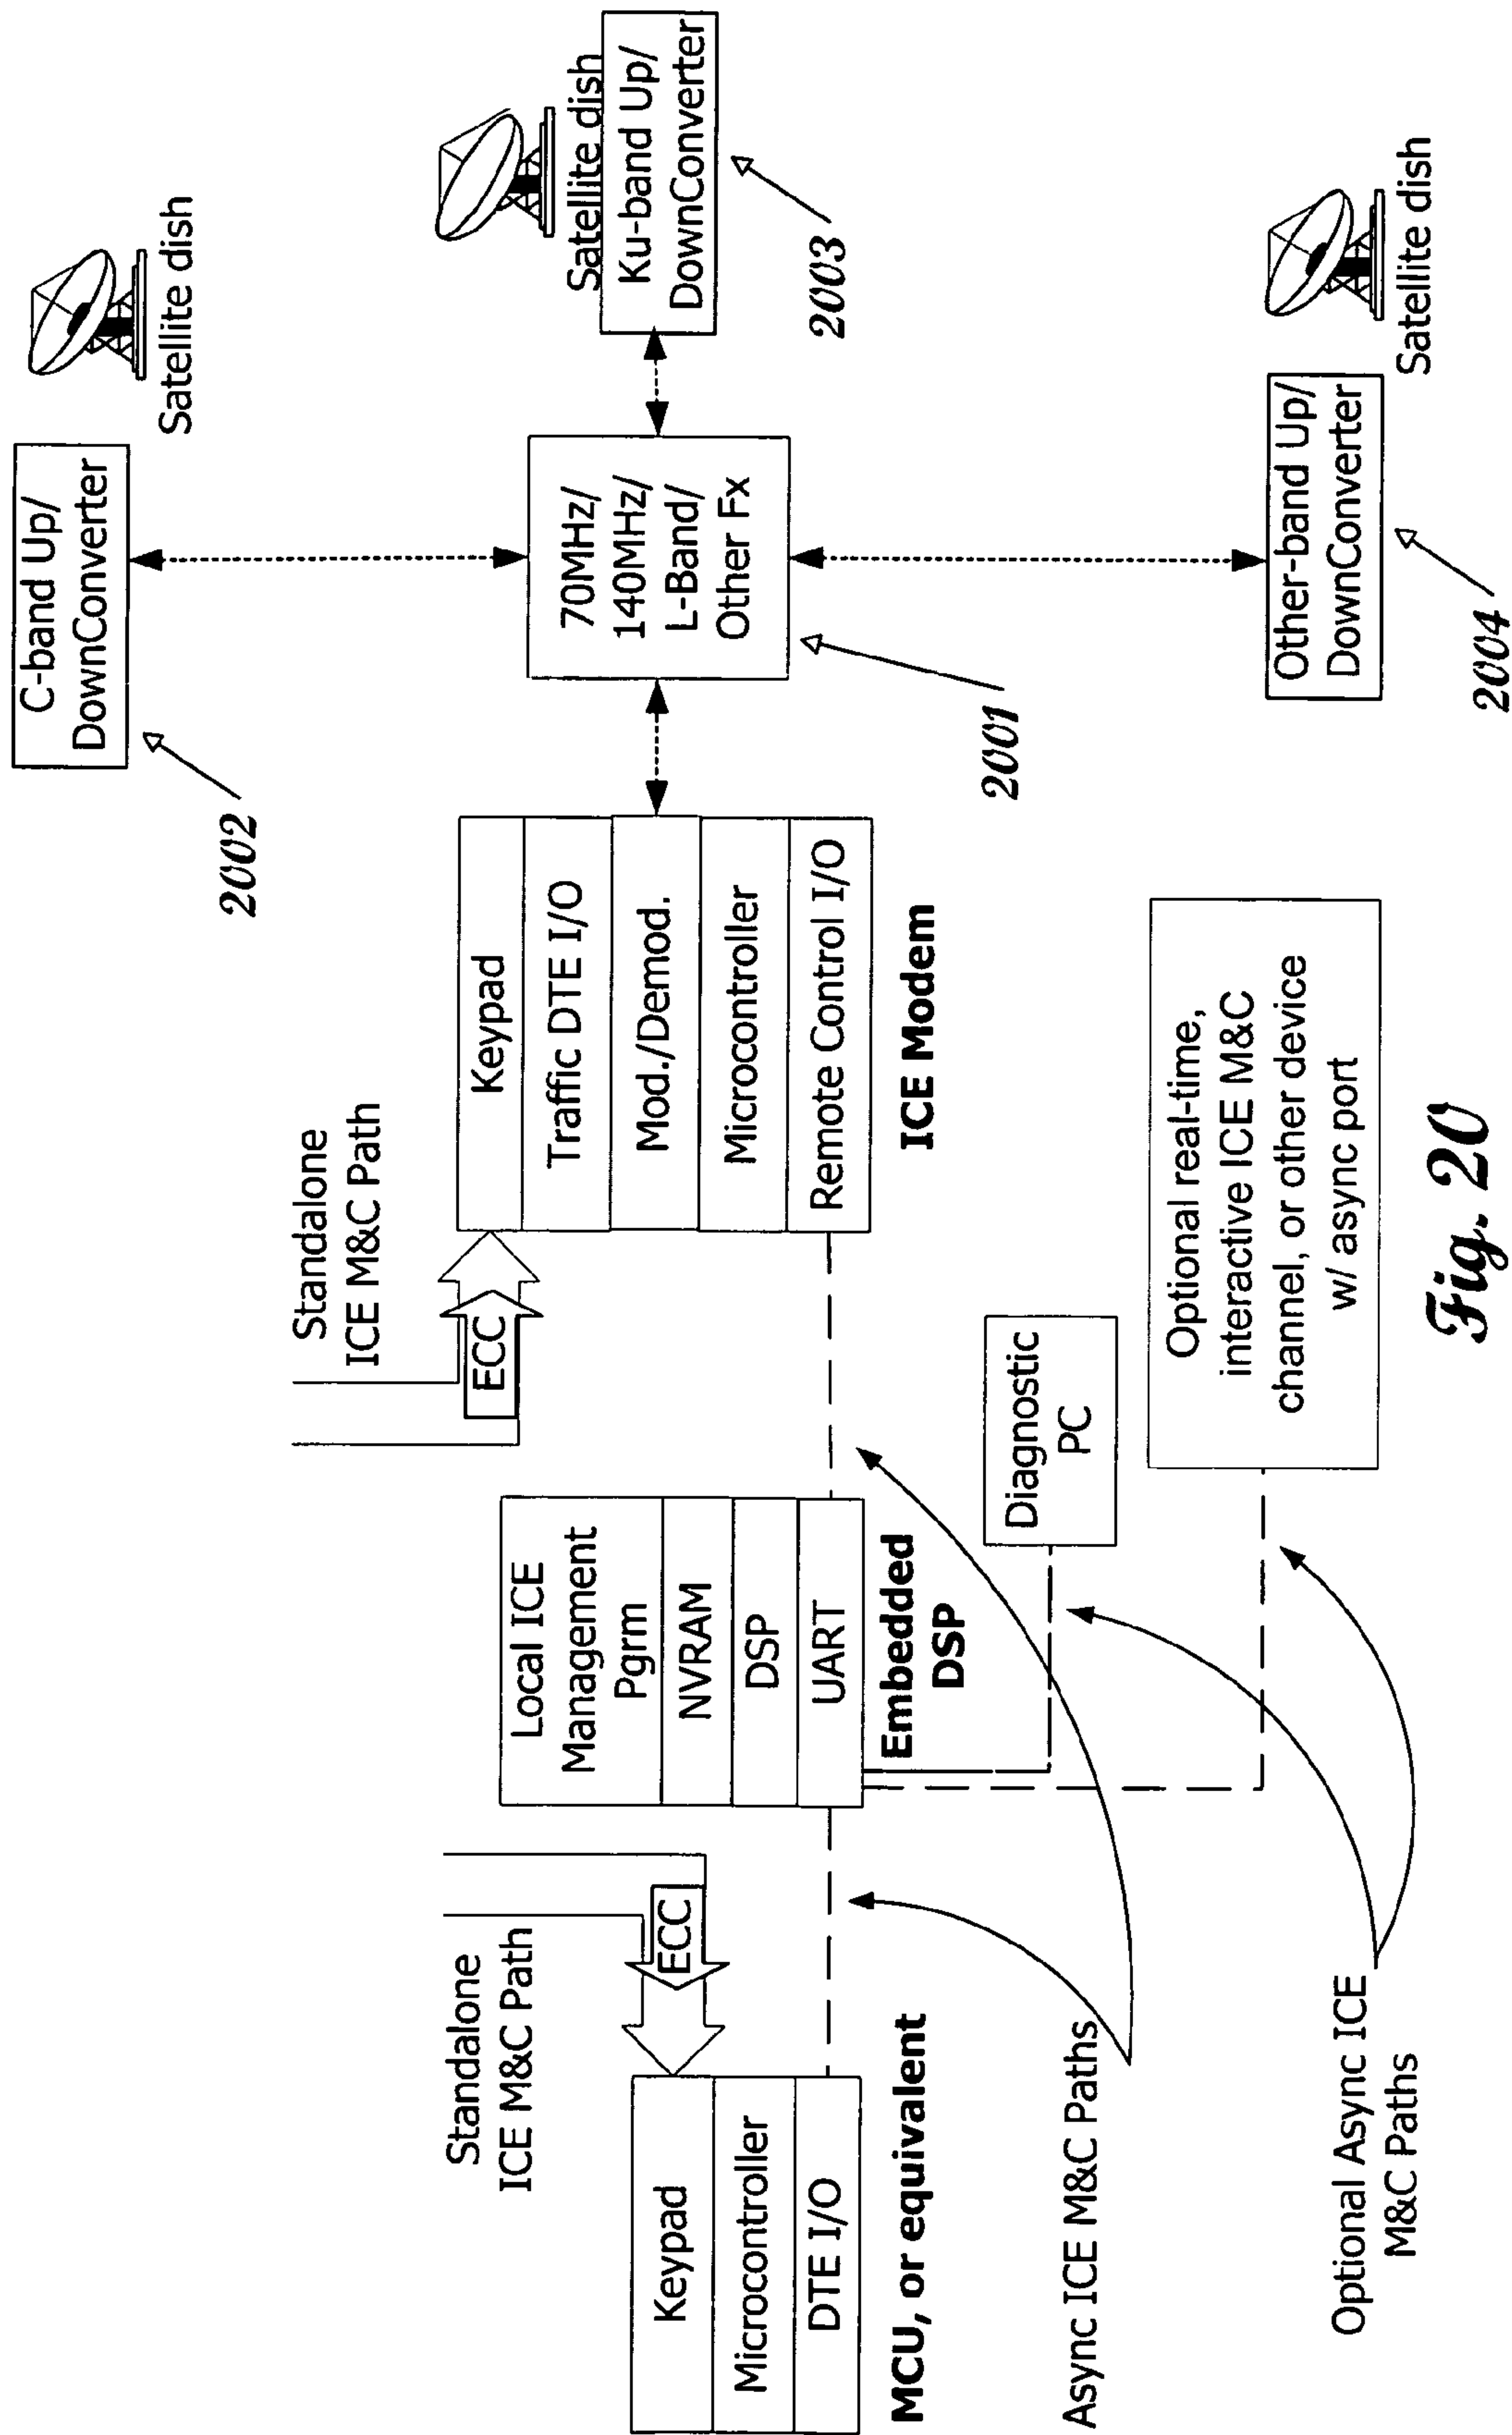 C-band Up/
DownConverter
Satellite dish
2002
Satellite dish
Ku-band Up/
DownConverter
2003
70MHz/
140MHz/
L-Band/
Other Fx
2001
Other-band Up/
DownConverter
Satellite dish
2004
Standalone
ICE M&C Path
ECC
Keypad
Traffic DTE I/O
Mod./Demod.
Microcontroller
Remote Control I/O
ICE Modem
Local ICE
Management
Pgrm
NVRAM
DSP
UART
Embedded
DSP
Diagnostic
PC
Optional real-time,
interactive ICE M&C
channel, or other device
w/ async port
Standalone
ICE M&C Path
ECC
Keypad
Microcontroller
DTE I/O
MCU, or equivalent
Async ICE M&C Paths
Optional Async ICE
M&C Paths
Fig. 20